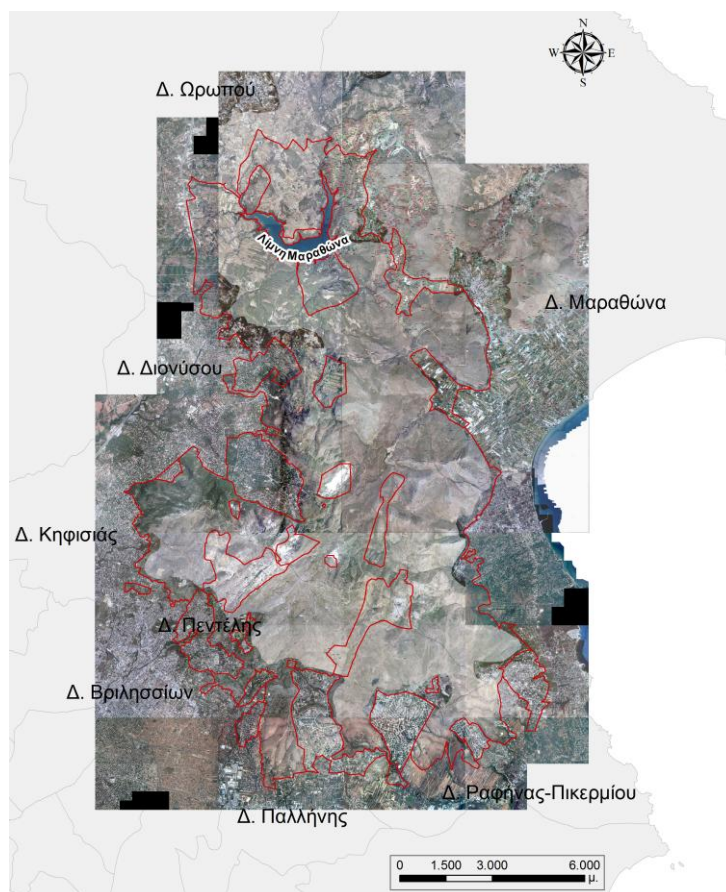 N
W E
S
Δ. Ωρωπού
Λίμνη Μαραθώνα
Δ. Μαραθώνα
Δ. Διονύσου
Δ. Κηφισιάς
Δ. Πεντέλης
Δ. Βριλησσίων
Δ. Ραφήνας-Πικερμίου
Δ. Παλλήνης
0 1.500 3.000 6.000
μ.